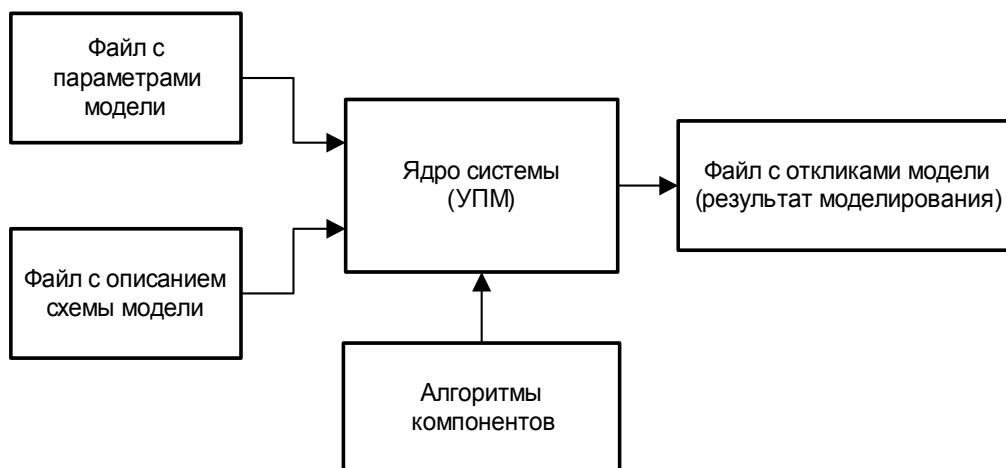 Файл с
параметрами
модели
Ядро системы
(УПМ)
Файл с откликами модели
(результат моделирования)
Файл с описанием
схемы модели
Алгоритмы
компонентов